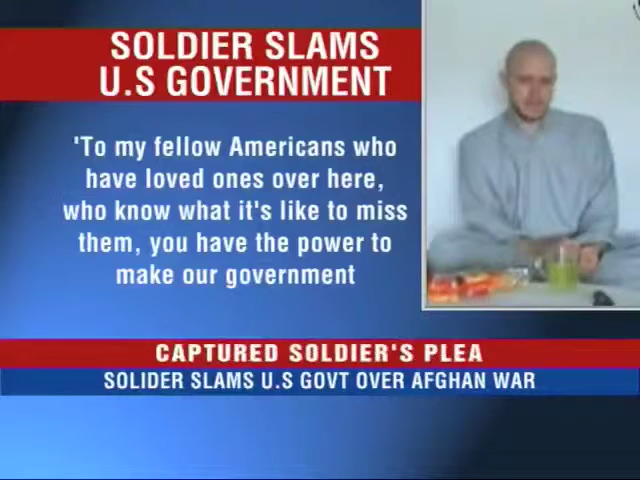 SOLDIER SLAMS
U.S GOVERNMENT
'To my fellow Americans who
have loved ones over here,
who know what it's like to miss
them, you have the power to
make our government
CAPTURED SOLDIER'S PLEA
SOLIDER SLAMS U.S GOVT OVER AFGHAN WAR